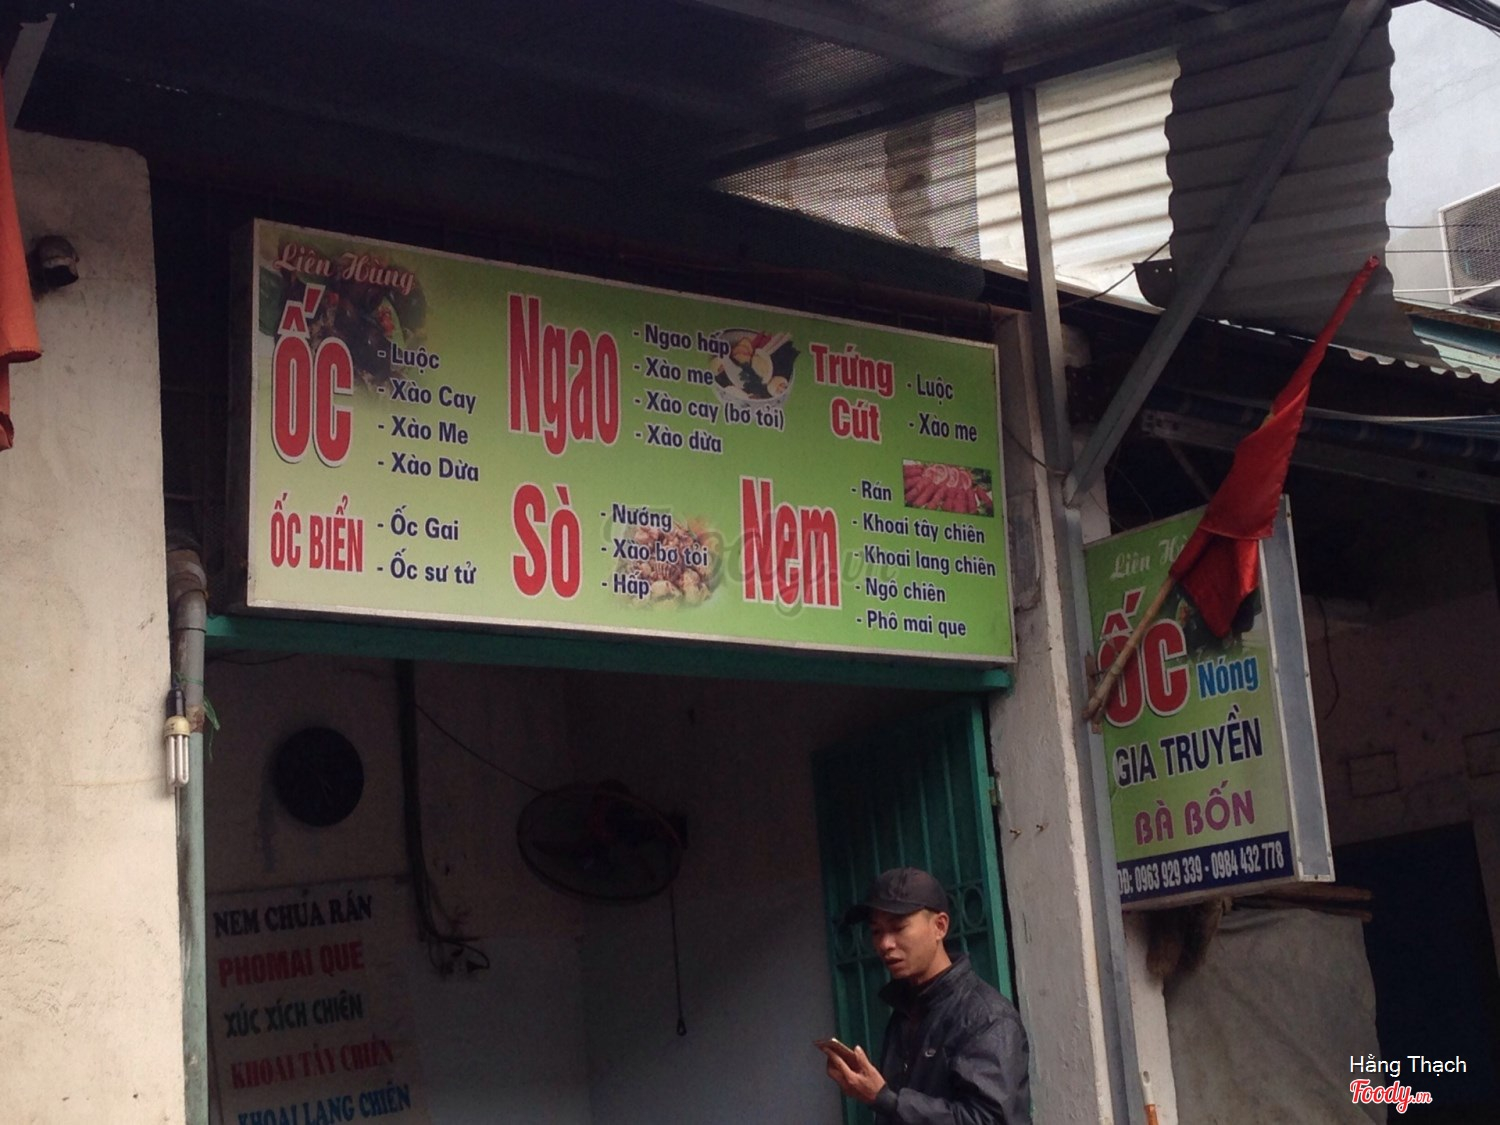 Liên Hùng
ỐC
- Luộc
- Xào Cay
- Xào Me
- Xào Dừa
ỐC BIỂN
- Ốc Gai
- Ốc sư tử
Ngao
- Ngao hấp
- Xào me
- Xào cay (bơ tỏi)
- Xào dừa
Sò
- Nướng
- Xào bơ tỏi
- Hấp
Trứng
Cút
- Luộc
- Xào me
Nem
- Rán
- Khoai tây chiên
- Khoai lang chiên
- Ngô chiên
- Phô mai que
Foody.vn
Liên
ỐC Nóng
GIA TRUYỀN
BÀ BỐN
ĐĐ: 0963 929 339 - 0984 432 778
NEM CHUA RÁN
PHOMAI QUE
XÚC XÍCH CHIÊN
KHOAI TÂY CHIÊN
KHOAI LANG CHIÊN
Hằng Thạch
Foody.vn